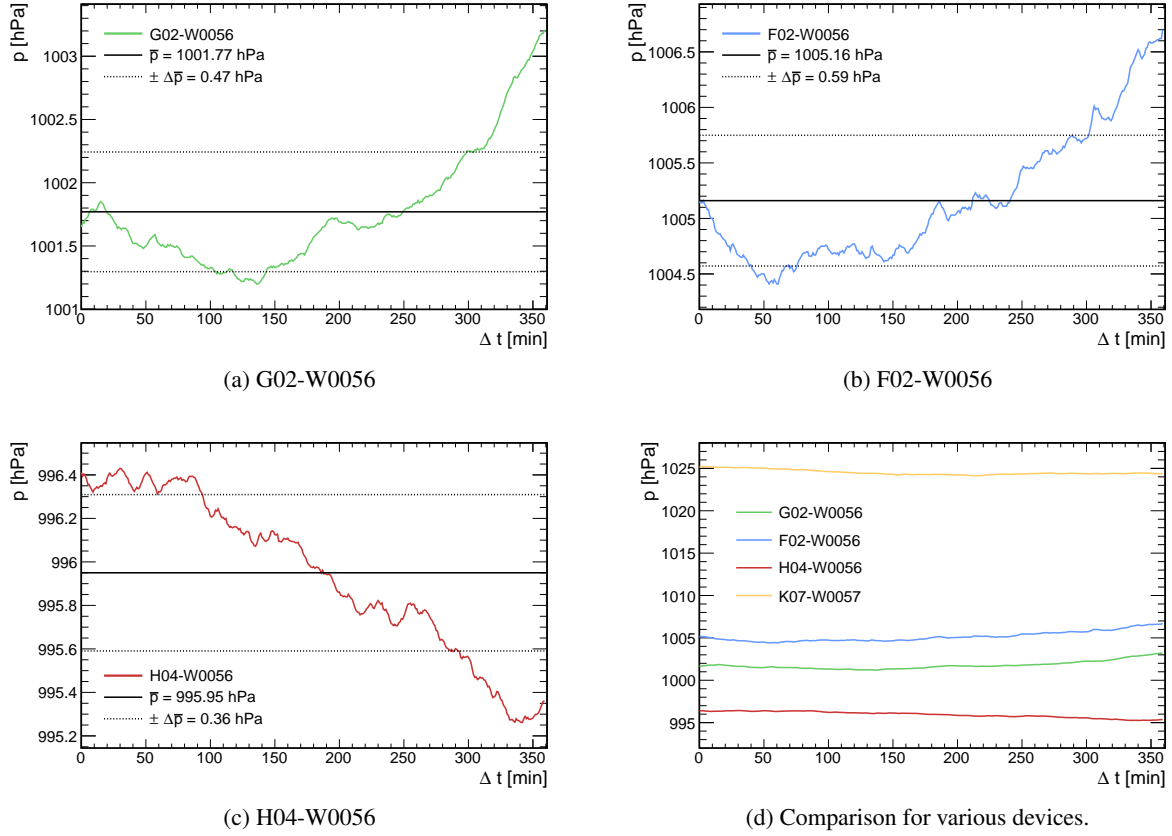 p [hPa]
1003
1002.5
1002
1001.5
1001
G02-W0056
p̅ = 1001.77 hPa
± Δp̅ = 0.47 hPa
0 50 100 150 200 250 300 350
Δ t [min]
(a) G02-W0056
p [hPa]
1006.5
1006
1005.5
1005
1004.5
F02-W0056
p̅ = 1005.16 hPa
± Δp̅ = 0.59 hPa
0 50 100 150 200 250 300 350
Δ t [min]
(b) F02-W0056
p [hPa]
996.4
996.2
996
995.8
995.6
995.4
995.2
H04-W0056
p̅ = 995.95 hPa
± Δp̅ = 0.36 hPa
0 50 100 150 200 250 300 350
Δ t [min]
(c) H04-W0056
p [hPa]
1025
1020
1015
1010
1005
1000
995
G02-W0056
F02-W0056
H04-W0056
K07-W0057
0 50 100 150 200 250 300 350
Δ t [min]
(d) Comparison for various devices.